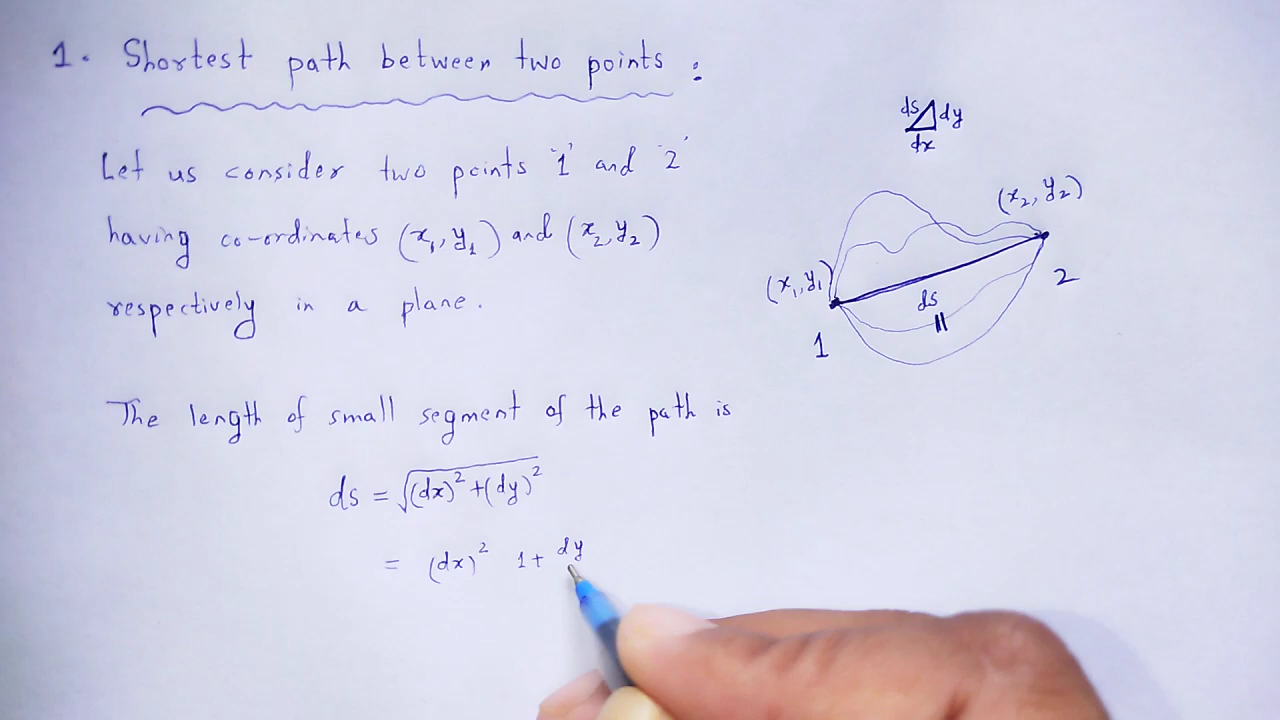 1. Shortest path between two points :
Let us consider two points '1' and '2'
having co-ordinates (x₁, y₁) and (x₂, y₂)
respectively in a plane.
The length of small segment of the path is
ds = √(dx)² + (dy)²
= (dx)² 1 + dy
ds dy
dx
(x₂, y₂)
(x₁, y₁)
ds
2
1